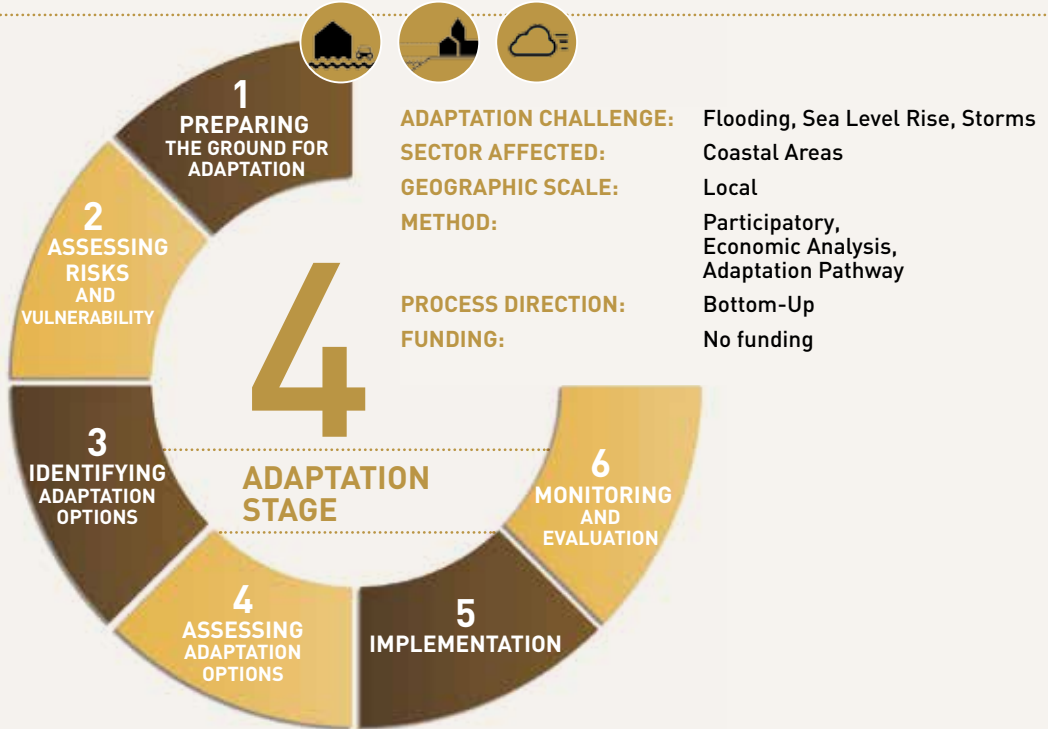 1
PREPARING
THE GROUND FOR
ADAPTATION
2
ASSESSING
RISKS
AND
VULNERABILITY
3
IDENTIFYING
ADAPTATION
OPTIONS
4
ASSESSING
ADAPTATION
OPTIONS
5
IMPLEMENTATION
6
MONITORING
AND
EVALUATION
4
ADAPTATION
STAGE
ADAPTATION CHALLENGE: Flooding, Sea Level Rise, Storms
SECTOR AFFECTED: Coastal Areas
GEOGRAPHIC SCALE: Local
METHOD: Participatory,
Economic Analysis,
Adaptation Pathway
PROCESS DIRECTION: Bottom-Up
FUNDING: No funding